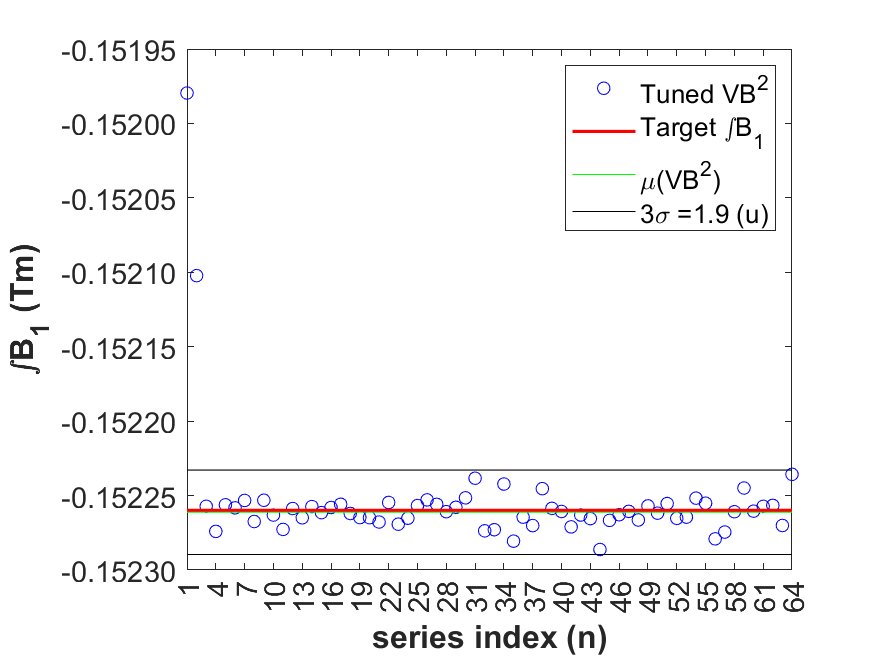 -0.15195
-0.15200
-0.15205
-0.15210
-0.15215
-0.15220
-0.15225
-0.15230
∫B₁ (Tm)
Tuned VB²
Target ∫B₁
μ(VB²)
3σ =1.9 (u)
1 4 7 10 13 16 19 22 25 28 31 34 37 40 43 46 49 52 55 58 61 64
series index (n)